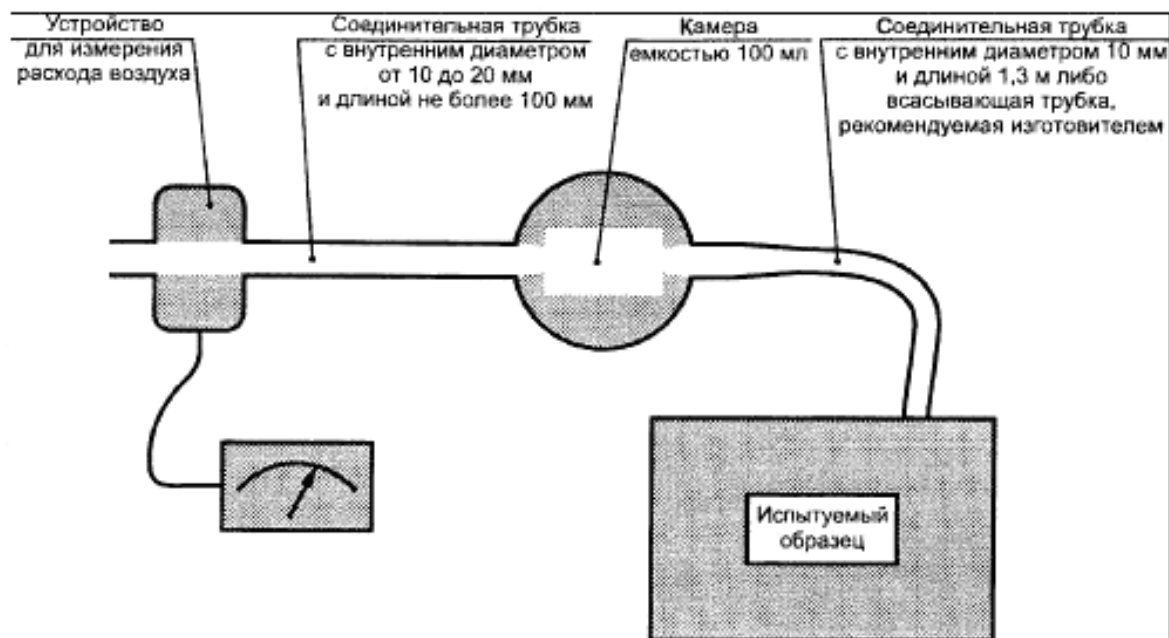 Устройство
для измерения
расхода воздуха
Соединительная трубка
с внутренним диаметром
от 10 до 20 мм
и длиной не более 100 мм
Камера
емкостью 100 мл
Соединительная трубка
с внутренним диаметром 10 мм
и длиной 1,3 м либо
всасывающая трубка,
рекомендуемая изготовителем
Испытуемый
образец